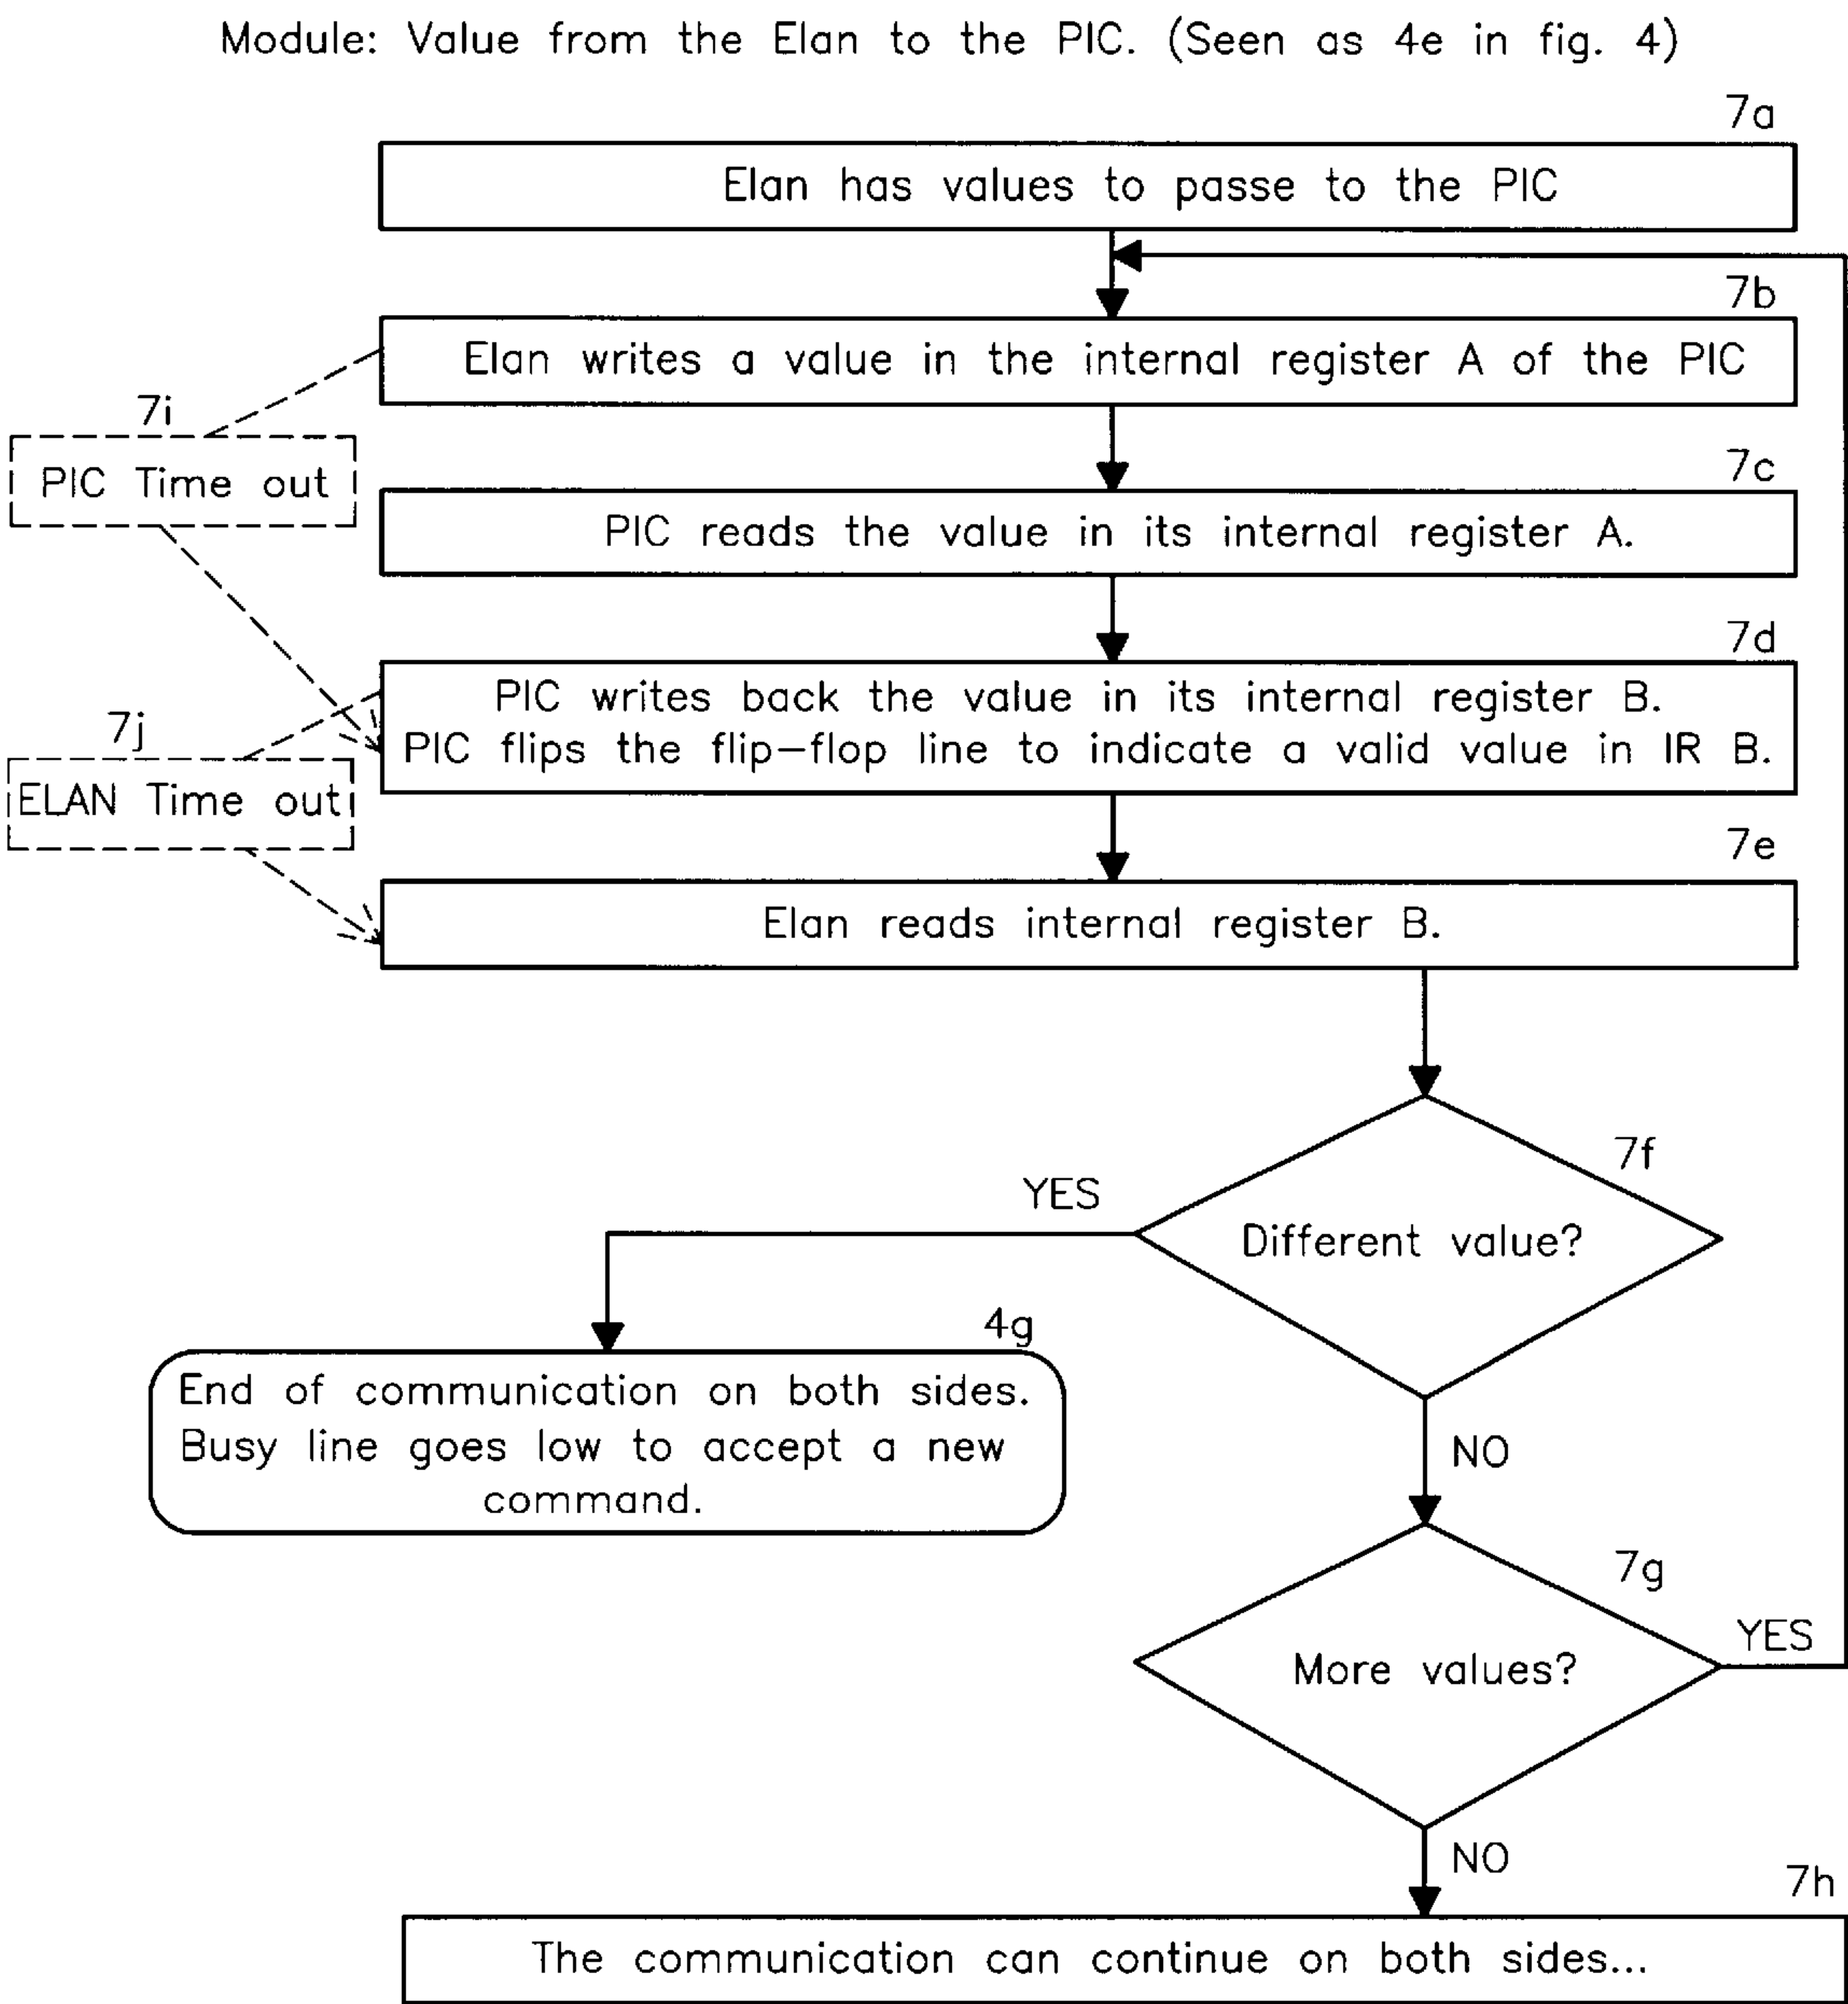 Module: Value from the Elan to the PIC. (Seen as 4e in fig. 4)
7a
Elan has values to passe to the PIC
7b
Elan writes a value in the internal register A of the PIC
7i
PIC Time out
7c
PIC reads the value in its internal register A.
7d
PIC writes back the value in its internal register B.
PIC flips the flip-flop line to indicate a valid value in IR B.
7j
ELAN Time out
7e
Elan reads internal register B.
7f
Different value?
YES
4g
End of communication on both sides.
Busy line goes low to accept a new
command.
NO
7g
More values?
YES
NO
7h
The communication can continue on both sides...